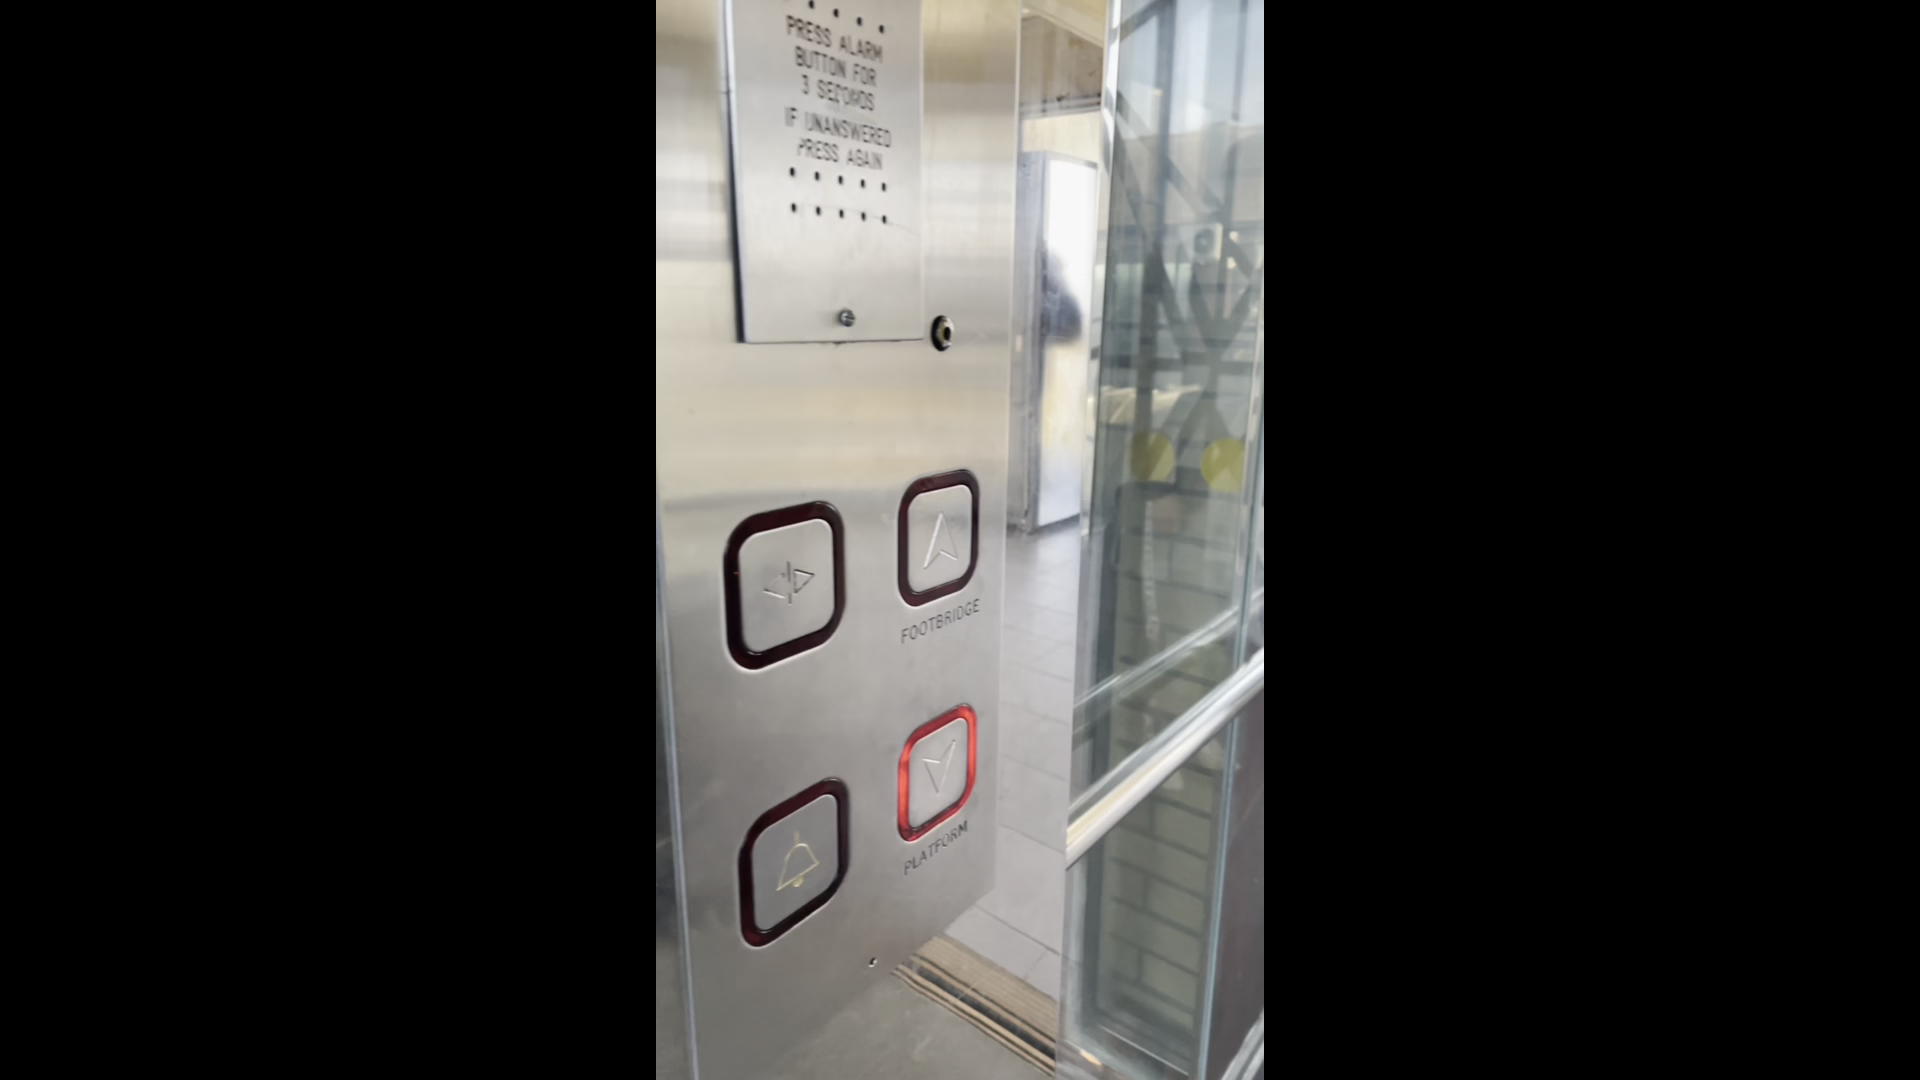 PRESS ALARM
BUTTON FOR
3 SECONDS
IF UNANSWERED
PRESS AGAIN
FOOTBRIDGE
PLATFORM